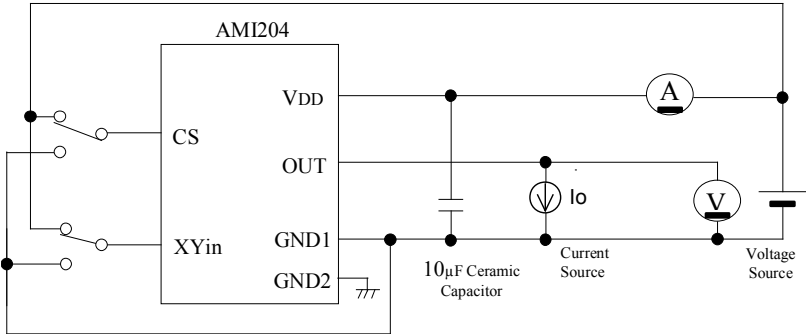 AMI204
VDD
A
CS
OUT
Io
V
XYin
GND1
GND2
10µF Ceramic
Capacitor
Current
Source
Voltage
Source